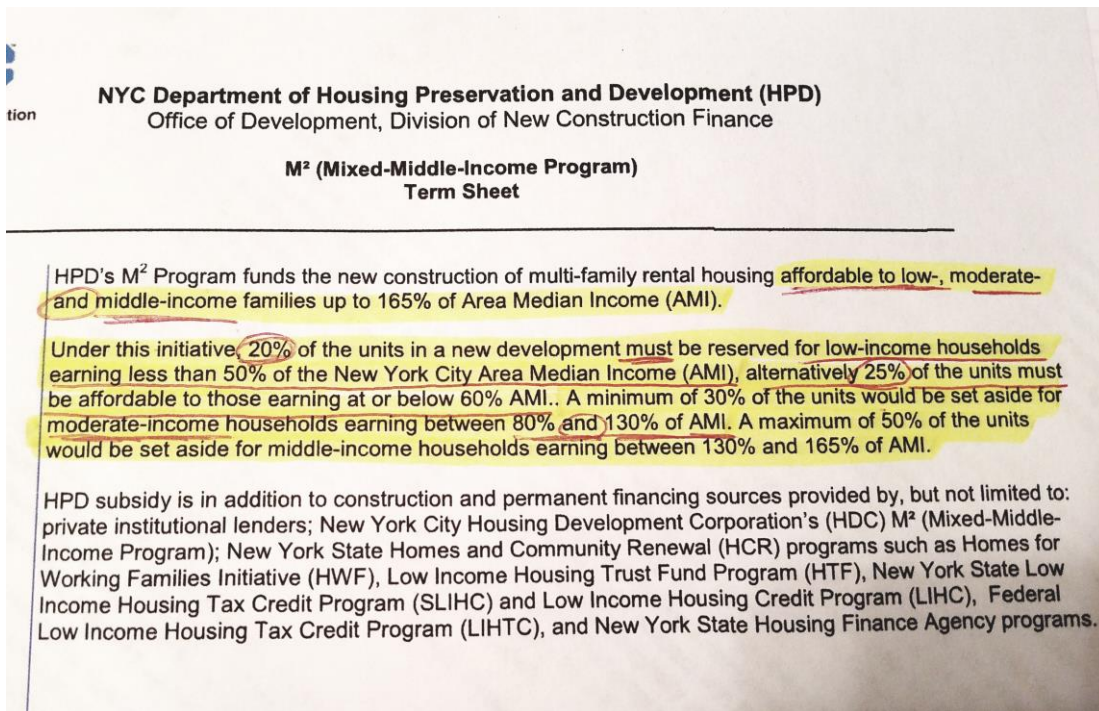 NYC Department of Housing Preservation and Development (HPD)
tion
Office of Development, Division of New Construction Finance
M² (Mixed-Middle-Income Program)
Term Sheet
HPD's M² Program funds the new construction of multi-family rental housing affordable to low-, moderate-
and middle-income families up to 165% of Area Median Income (AMI).
Under this initiative, 20% of the units in a new development must be reserved for low-income households
earning less than 50% of the New York City Area Median Income (AMI), alternatively 25% of the units must
be affordable to those earning at or below 60% AMI.. A minimum of 30% of the units would be set aside for
moderate-income households earning between 80% and 130% of AMI. A maximum of 50% of the units
would be set aside for middle-income households earning between 130% and 165% of AMI.
HPD subsidy is in addition to construction and permanent financing sources provided by, but not limited to:
private institutional lenders; New York City Housing Development Corporation's (HDC) M² (Mixed-Middle-
Income Program); New York State Homes and Community Renewal (HCR) programs such as Homes for
Working Families Initiative (HWF), Low Income Housing Trust Fund Program (HTF), New York State Low
Income Housing Tax Credit Program (SLIHC) and Low Income Housing Credit Program (LIHC), Federal
Low Income Housing Tax Credit Program (LIHTC), and New York State Housing Finance Agency programs.